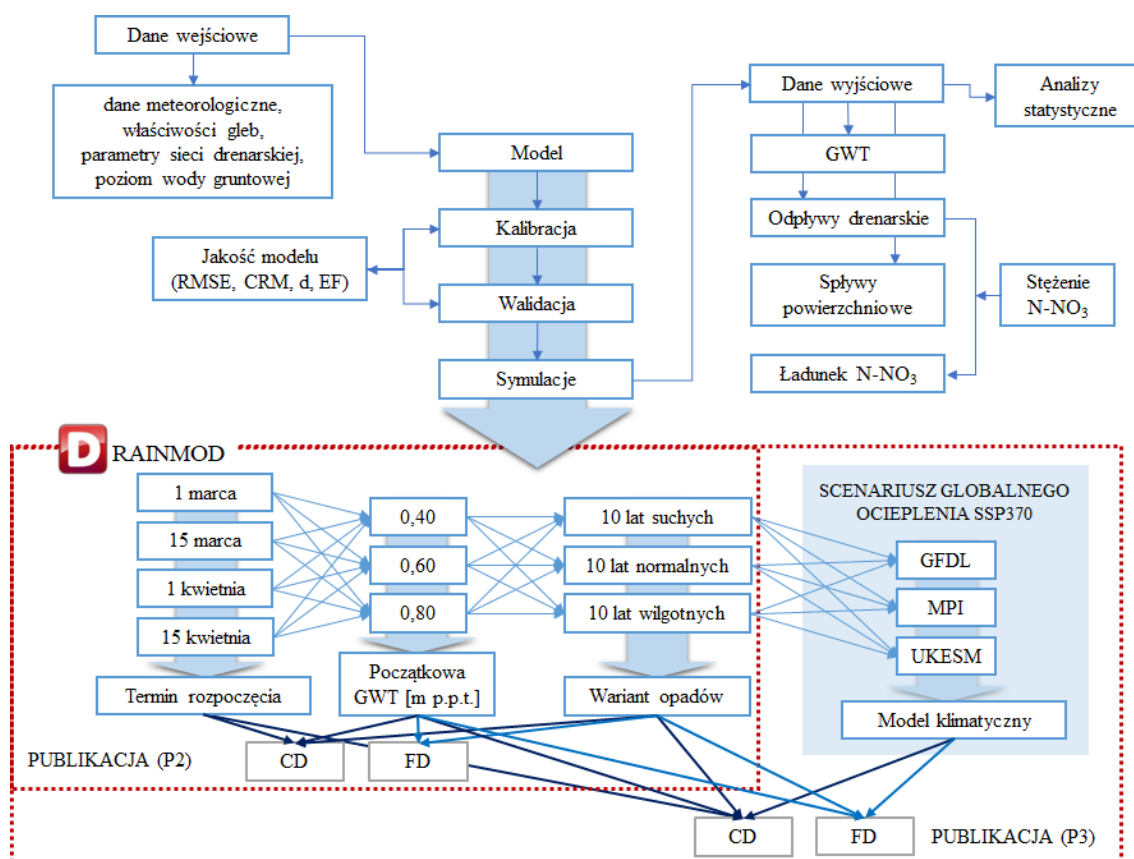 Dane wejściowe
dane meteorologiczne,
właściwości gleb,
parametry sieci drenarskiej,
poziom wody gruntowej
Model
Kalibracja
Jakość modelu
(RMSE, CRM, d, EF)
Walidacja
Symulacje
Dane wyjściowe
Analizy
statystyczne
GWT
Odpływy drenarskie
Spływy
powierzchniowe
Stężenie
N-NO₃
Ładunek N-NO₃
D
RAINMOD
1 marca
15 marca
1 kwietnia
15 kwietnia
Termin rozpoczęcia
0,40
0,60
0,80
Początkowa
GWT [m p.p.t.]
10 lat suchych
10 lat normalnych
10 lat wilgotnych
Wariant opadów
SCENARIUSZ GLOBALNEGO
OCIEPLENIA SSP370
GFDL
MPI
UKESM
Model klimatyczny
PUBLIKACJA (P2)
CD
FD
CD
FD
PUBLIKACJA (P3)